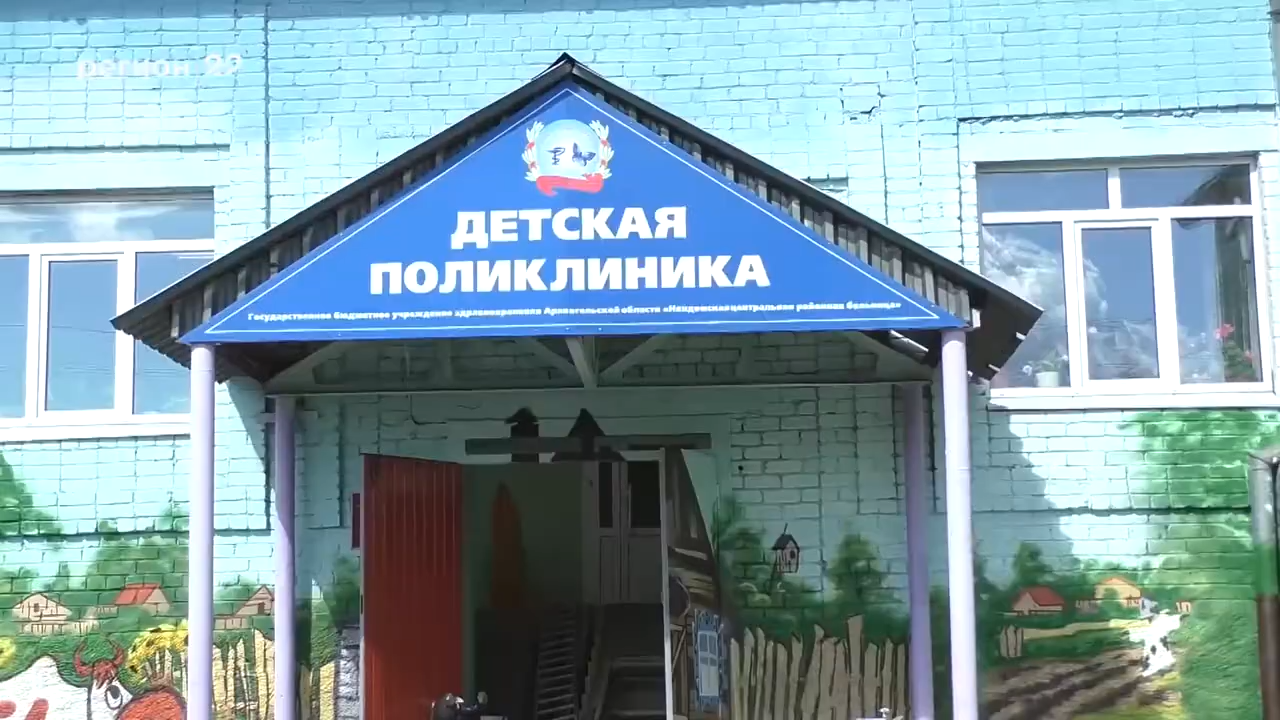 регион 29
ДЕТСКАЯ
ПОЛИКЛИНИКА
Государственное бюджетное учреждение здравоохранения Архангельской области «Няндомская центральная районная больница»